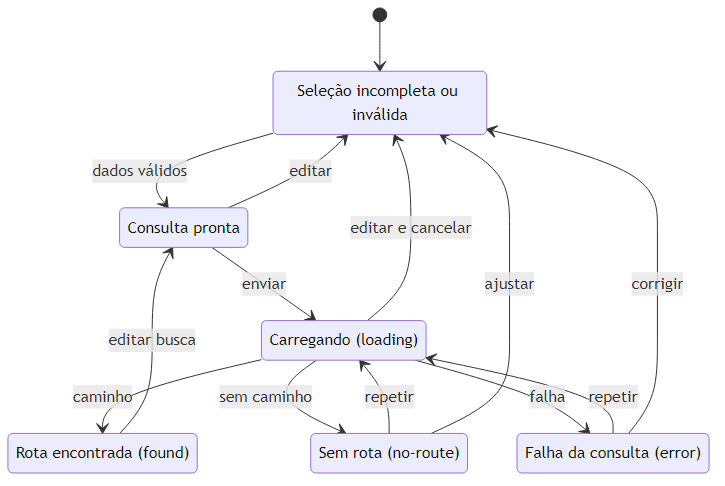 Seleção incompleta ou
inválida
dados válidos
editar
Consulta pronta
editar e cancelar
enviar
ajustar
corrigir
editar busca
Carregando (loading)
caminho
sem caminho
repetir
falha
repetir
Rota encontrada (found)
Sem rota (no-route)
Falha da consulta (error)